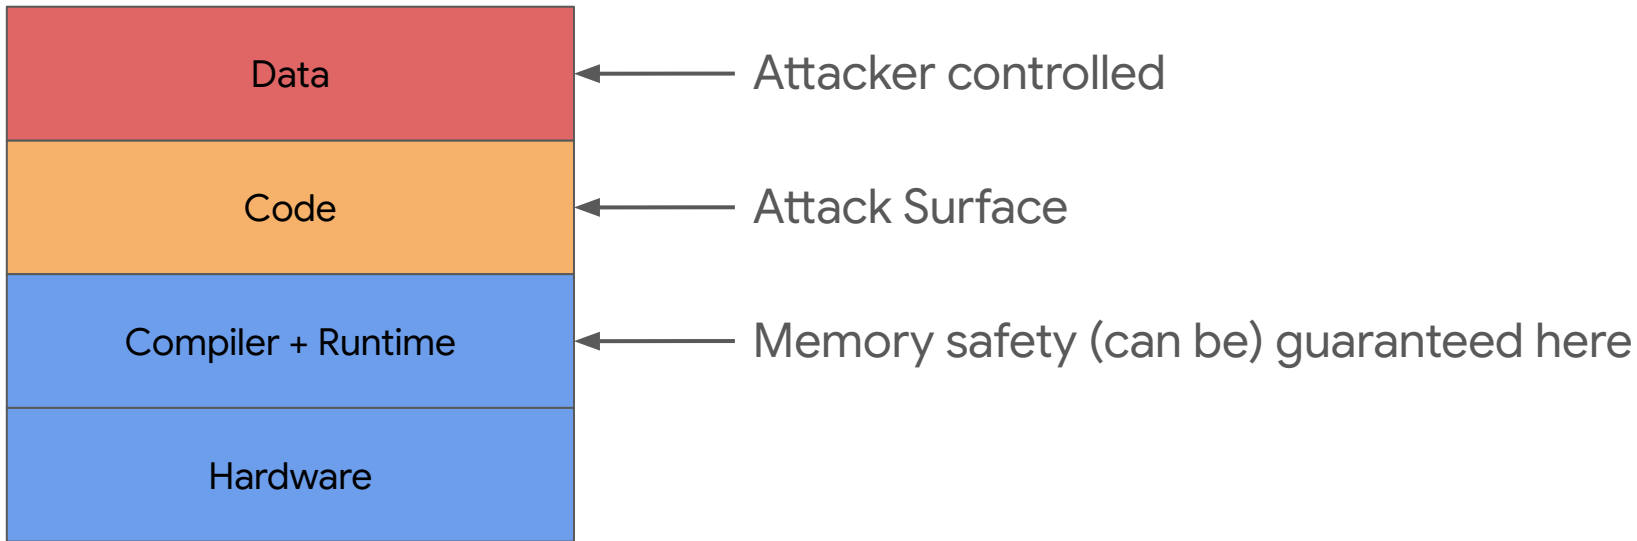 Data
Attacker controlled
Code
Attack Surface
Compiler + Runtime
Memory safety (can be) guaranteed here
Hardware